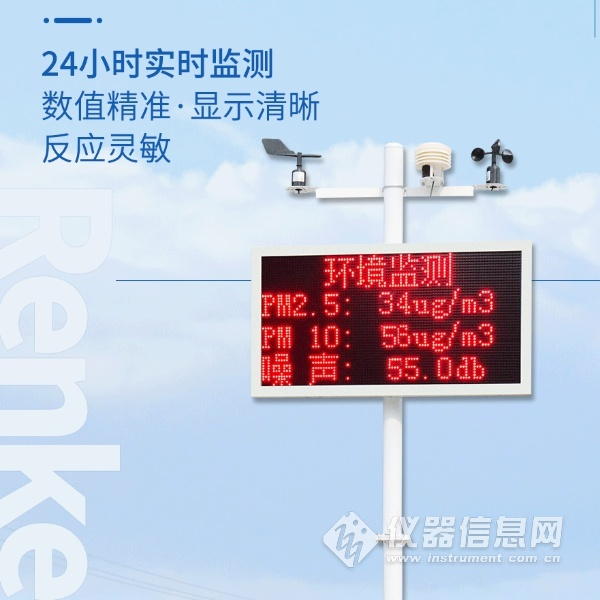 24小时实时监测
数值精准·显示清晰
反应灵敏
Renke
环境监测
PM2.5: 34ug/m3
PM 10: 56ug/m3
噪 声: 55.0db
仪器信息网
www.instrument.com.cn